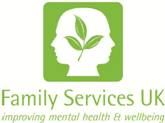 Family Services UK
improving mental health & wellbeing